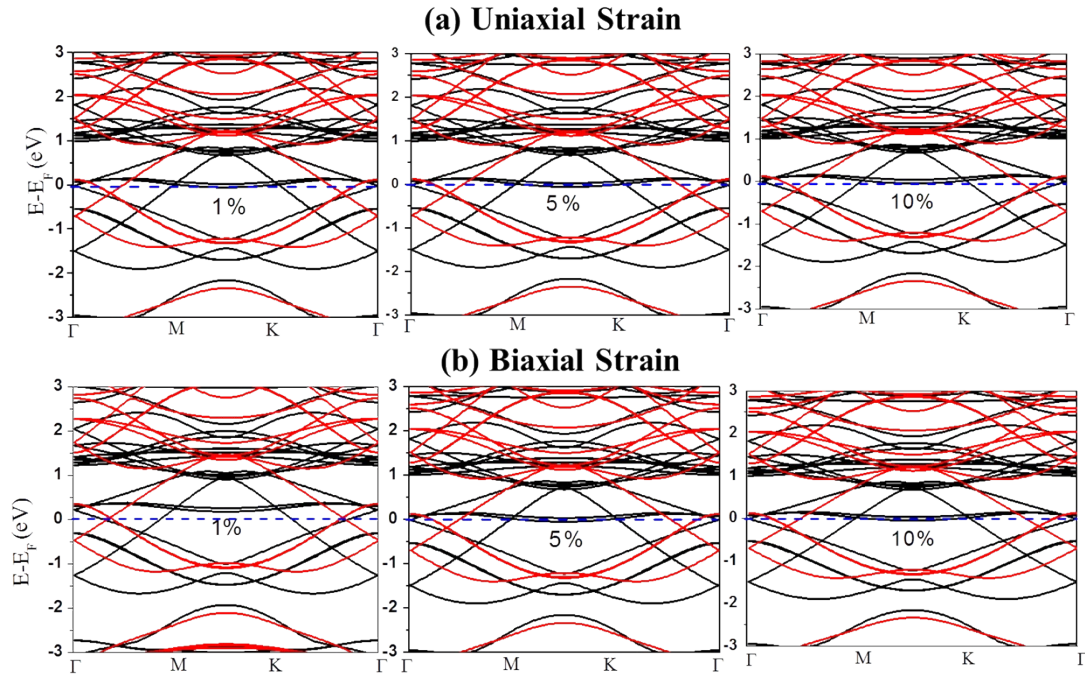 (a) Uniaxial Strain
3 3 3
2 2 2
1 1 1
0 0 0
-1 -1 -1
-2 -2 -2
-3 -3 -3
E-E_F (eV)
1% 5% 10%
Γ M K Γ Γ M K Γ Γ M K Γ
(b) Biaxial Strain
3 3 3
2 2 2
1 1 1
0 0 0
-1 -1 -1
-2 -2 -2
-3 -3 -3
E-E_F (eV)
1% 5% 10%
Γ M K Γ Γ M K Γ Γ M K Γ